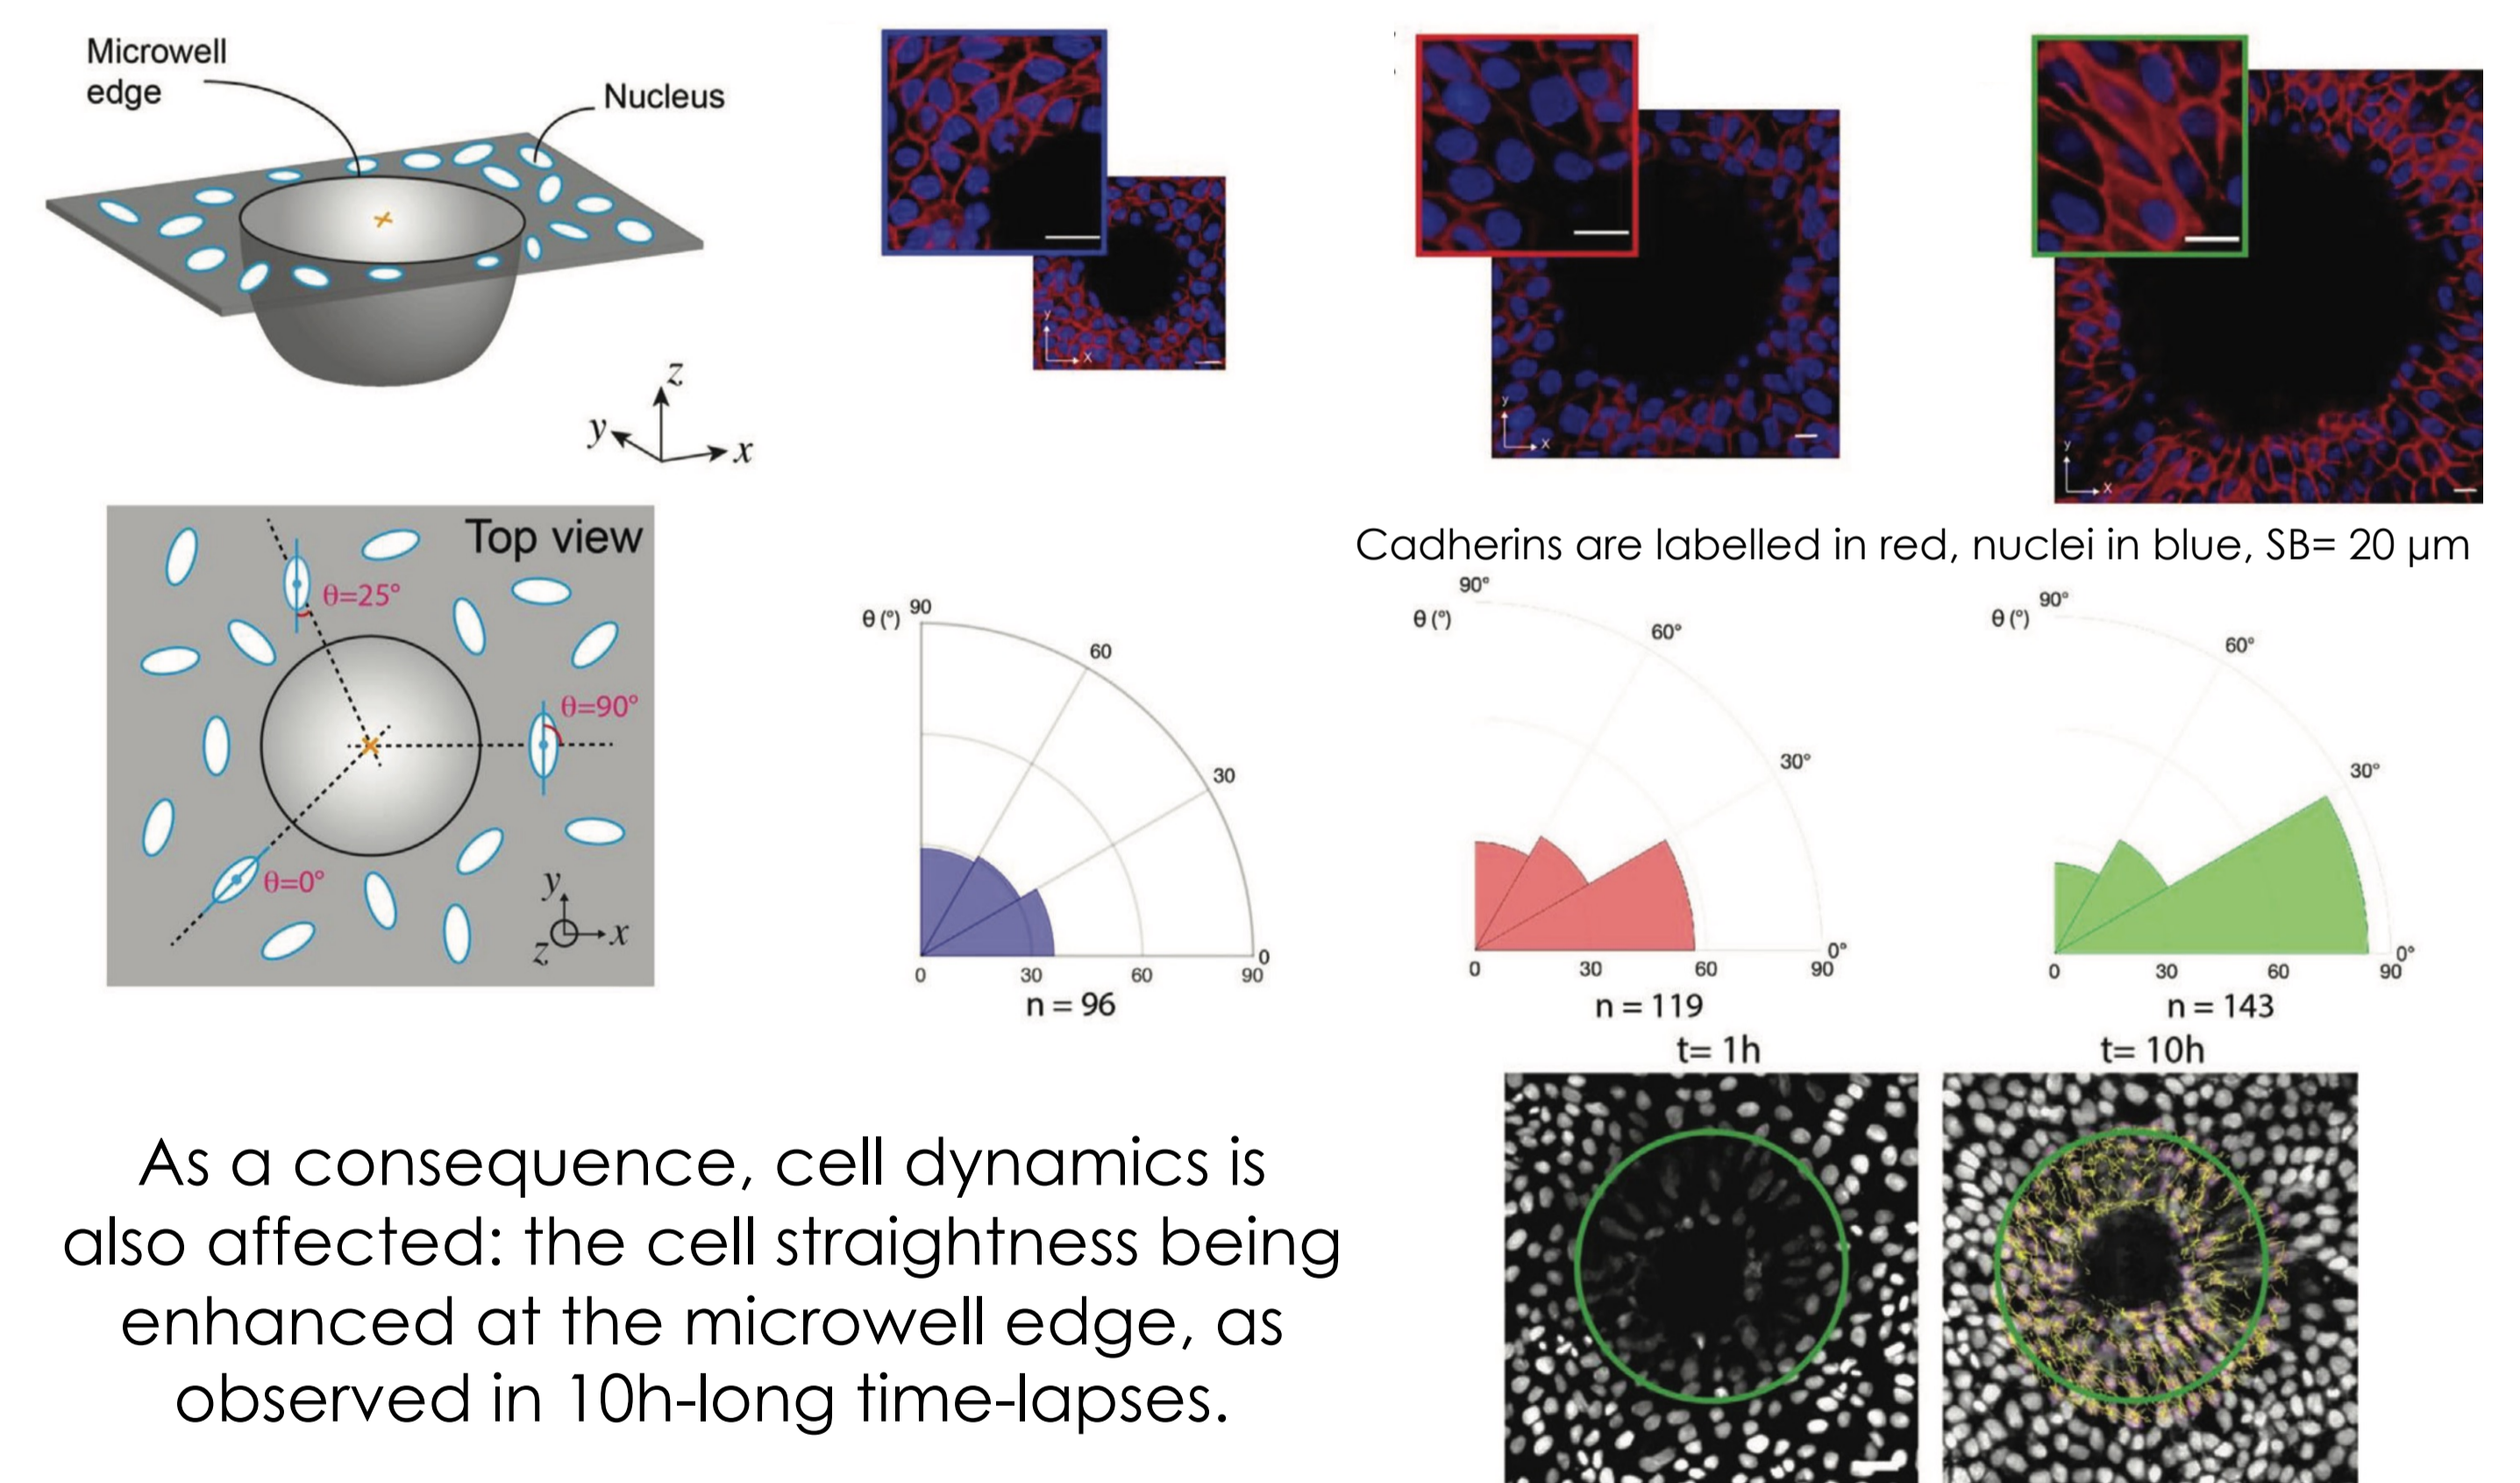 Microwell
edge
Nucleus
z
y
x
y
x
y
x
y
x
Cadherins are labelled in red, nuclei in blue, SB= 20 µm
Top view
θ=25°
θ=90°
θ=0°
y
x
z
θ (°)
90
60
30
0
0
30
60
90
n = 96
θ (°)
90°
60°
30°
0°
0
30
60
90
n = 119
θ (°)
90°
60°
30°
0°
0
30
60
90
n = 143
t= 1h
t= 10h
As a consequence, cell dynamics is
also affected: the cell straightness being
enhanced at the microwell edge, as
observed in 10h-long time-lapses.